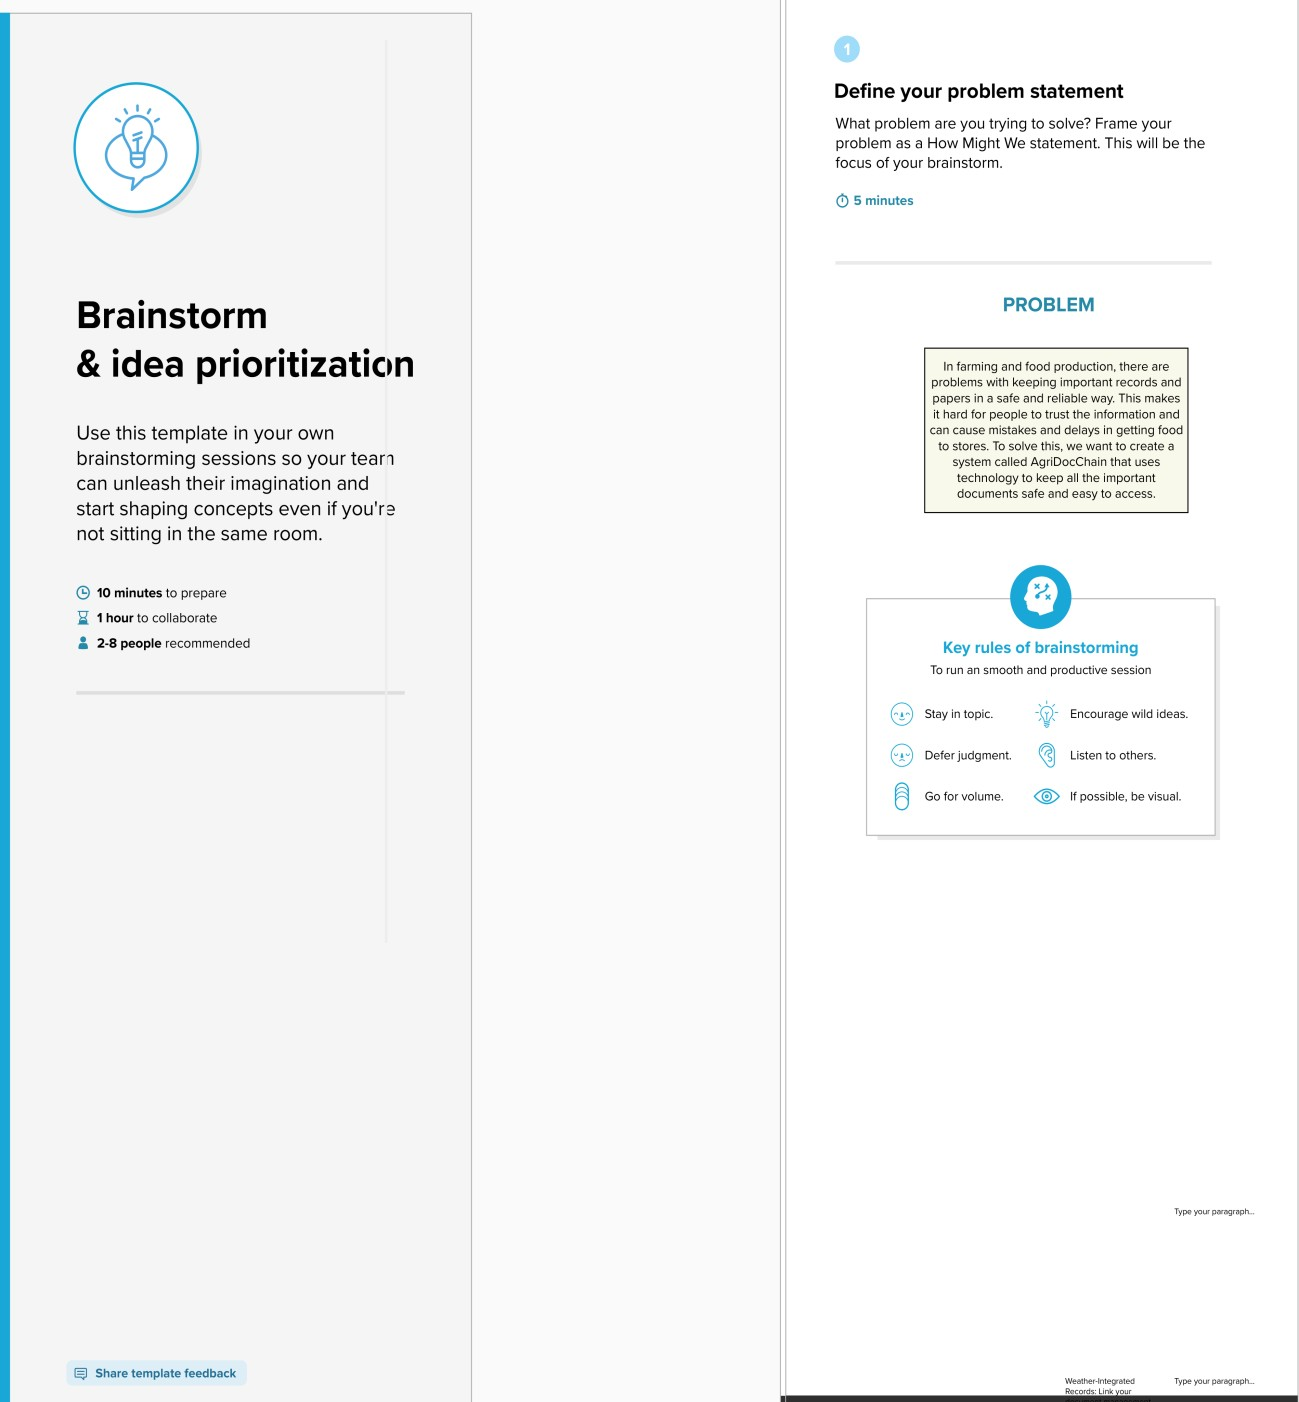 Brainstorm
& idea prioritization
Use this template in your own
brainstorming sessions so your team
can unleash their imagination and
start shaping concepts even if you're
not sitting in the same room.
10 minutes to prepare
1 hour to collaborate
2-8 people recommended
Share template feedback
1
Define your problem statement
What problem are you trying to solve? Frame your
problem as a How Might We statement. This will be the
focus of your brainstorm.
5 minutes
PROBLEM
In farming and food production, there are
problems with keeping important records and
papers in a safe and reliable way. This makes
it hard for people to trust the information and
can cause mistakes and delays in getting food
to stores. To solve this, we want to create a
system called AgriDocChain that uses
technology to keep all the important
documents safe and easy to access.
Key rules of brainstorming
To run an smooth and productive session
Stay in topic.
Encourage wild ideas.
Defer judgment.
Listen to others.
Go for volume.
If possible, be visual.
Type your paragraph...
Weather-Integrated
Records: Link your
Type your paragraph...